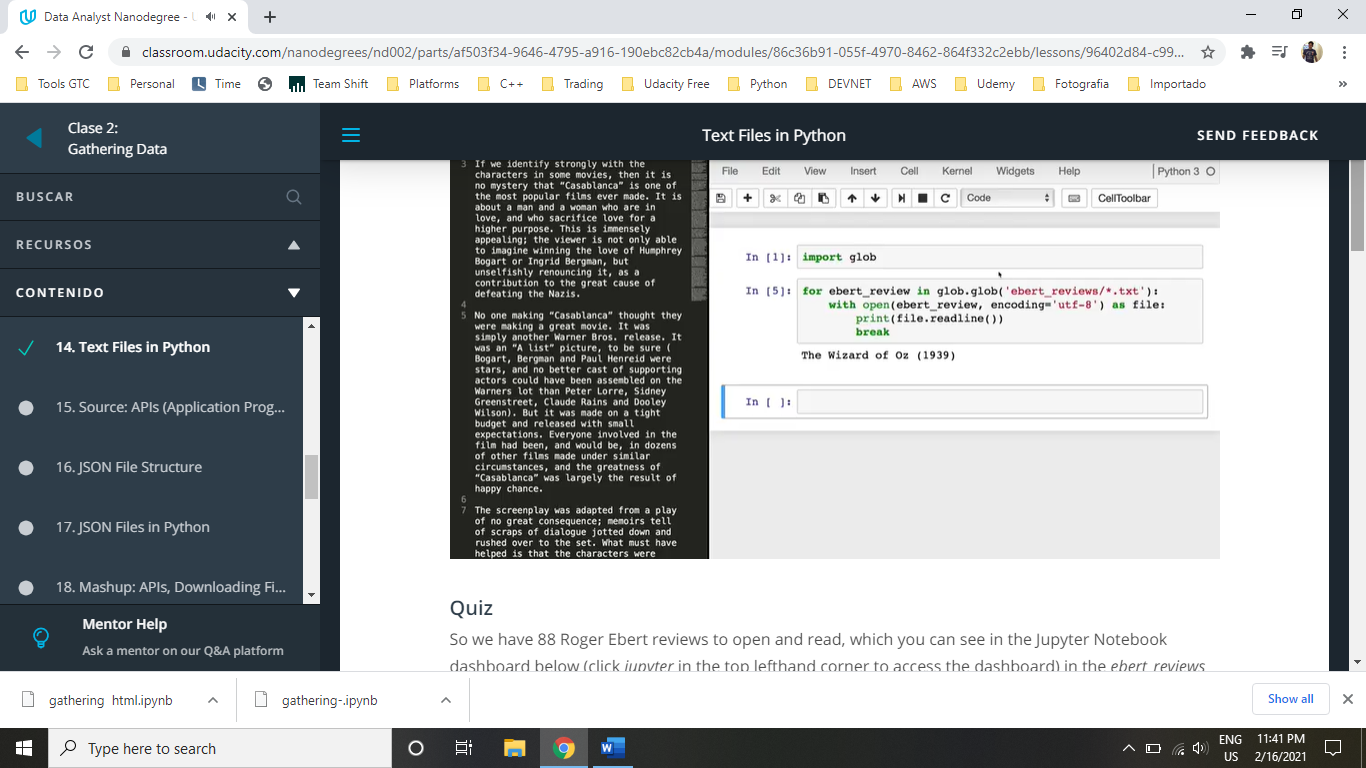 Data Analyst Nanodegree - U
classroom.udacity.com/nanodegrees/nd002/parts/af503f34-9646-4795-a916-190ebc82cb4a/modules/86c36b91-055f-4970-8462-864f332c2ebb/lessons/96402d84-c99...
Tools GTC Personal Time Team Shift Platforms C++ Trading Udacity Free Python DEVNET AWS Udemy Fotografia Importado »
Clase 2:
Gathering Data
BUSCAR
RECURSOS
CONTENIDO
14. Text Files in Python
15. Source: APIs (Application Prog...
16. JSON File Structure
17. JSON Files in Python
18. Mashup: APIs, Downloading Fi...
Mentor Help
Ask a mentor on our Q&A platform
Text Files in Python
SEND FEEDBACK
3 If we identify strongly with the
characters in some movies, then it is
no mystery that “Casablanca” is one of
the most popular films ever made. It is
about a man and a woman who are in
love, and who sacrifice love for a
higher purpose. This is immensely
appealing; the viewer is not only able
to imagine winning the love of Humphrey
Bogart or Ingrid Bergman, but
unselfishly renouncing it, as a
contribution to the great cause of
defeating the Nazis.
4
5 No one making “Casablanca” thought they
were making a great movie. It was
simply another Warner Bros. release. It
was an “A list” picture, to be sure (
Bogart, Bergman and Paul Henreid were
stars, and no better cast of supporting
actors could have been assembled on the
Warners lot than Peter Lorre, Sidney
Greenstreet, Claude Rains and Dooley
Wilson). But it was made on a tight
budget and released with small
expectations. Everyone involved in the
film had been, and would be, in dozens
of other films made under similar
circumstances, and the greatness of
“Casablanca” was largely the result of
happy chance.
6
7 The screenplay was adapted from a play
of no great consequence; memoirs tell
of scraps of dialogue jotted down and
rushed over to the set. What must have
helped is that the characters were
File Edit View Insert Cell Kernel Widgets Help Python 3
Code CellToolbar
In [1]: import glob
In [5]: for ebert_review in glob.glob('ebert_reviews/*.txt'):
with open(ebert_review, encoding='utf-8') as file:
print(file.readline())
break
The Wizard of Oz (1939)
In [ ]:
Quiz
So we have 88 Roger Ebert reviews to open and read, which you can see in the Jupyter Notebook
dashboard below (click jupyter in the top lefthand corner to access the dashboard) in the ebert_reviews
gathering html.ipynb
gathering-.ipynb
Show all
Type here to search
ENG
US
11:41 PM
2/16/2021